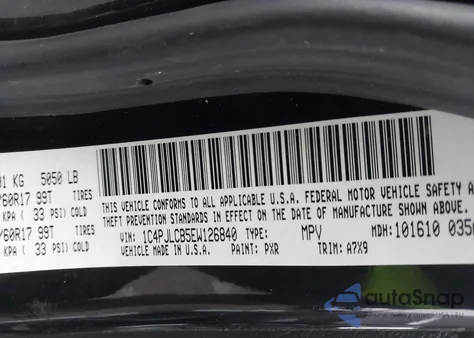 01 KG 5050 LB
/60R17 99T TIRES
KPA ( 33 PSI) COLD
/60R17 99T TIRES
KPA ( 33 PSI) COLD
THIS VEHICLE CONFORMS TO ALL APPLICABLE U.S.A. FEDERAL MOTOR VEHICLE SAFETY
THEFT PREVENTION STANDARDS IN EFFECT ON THE DATE OF MANUFACTURE SHOWN ABOVE.
VIN: 1C4PJLCB5EW126840 TYPE: MPV MDH: 101610 035
VEHICLE MADE IN U.S.A. PAINT: PXR TRIM: A7X9
autoSnap